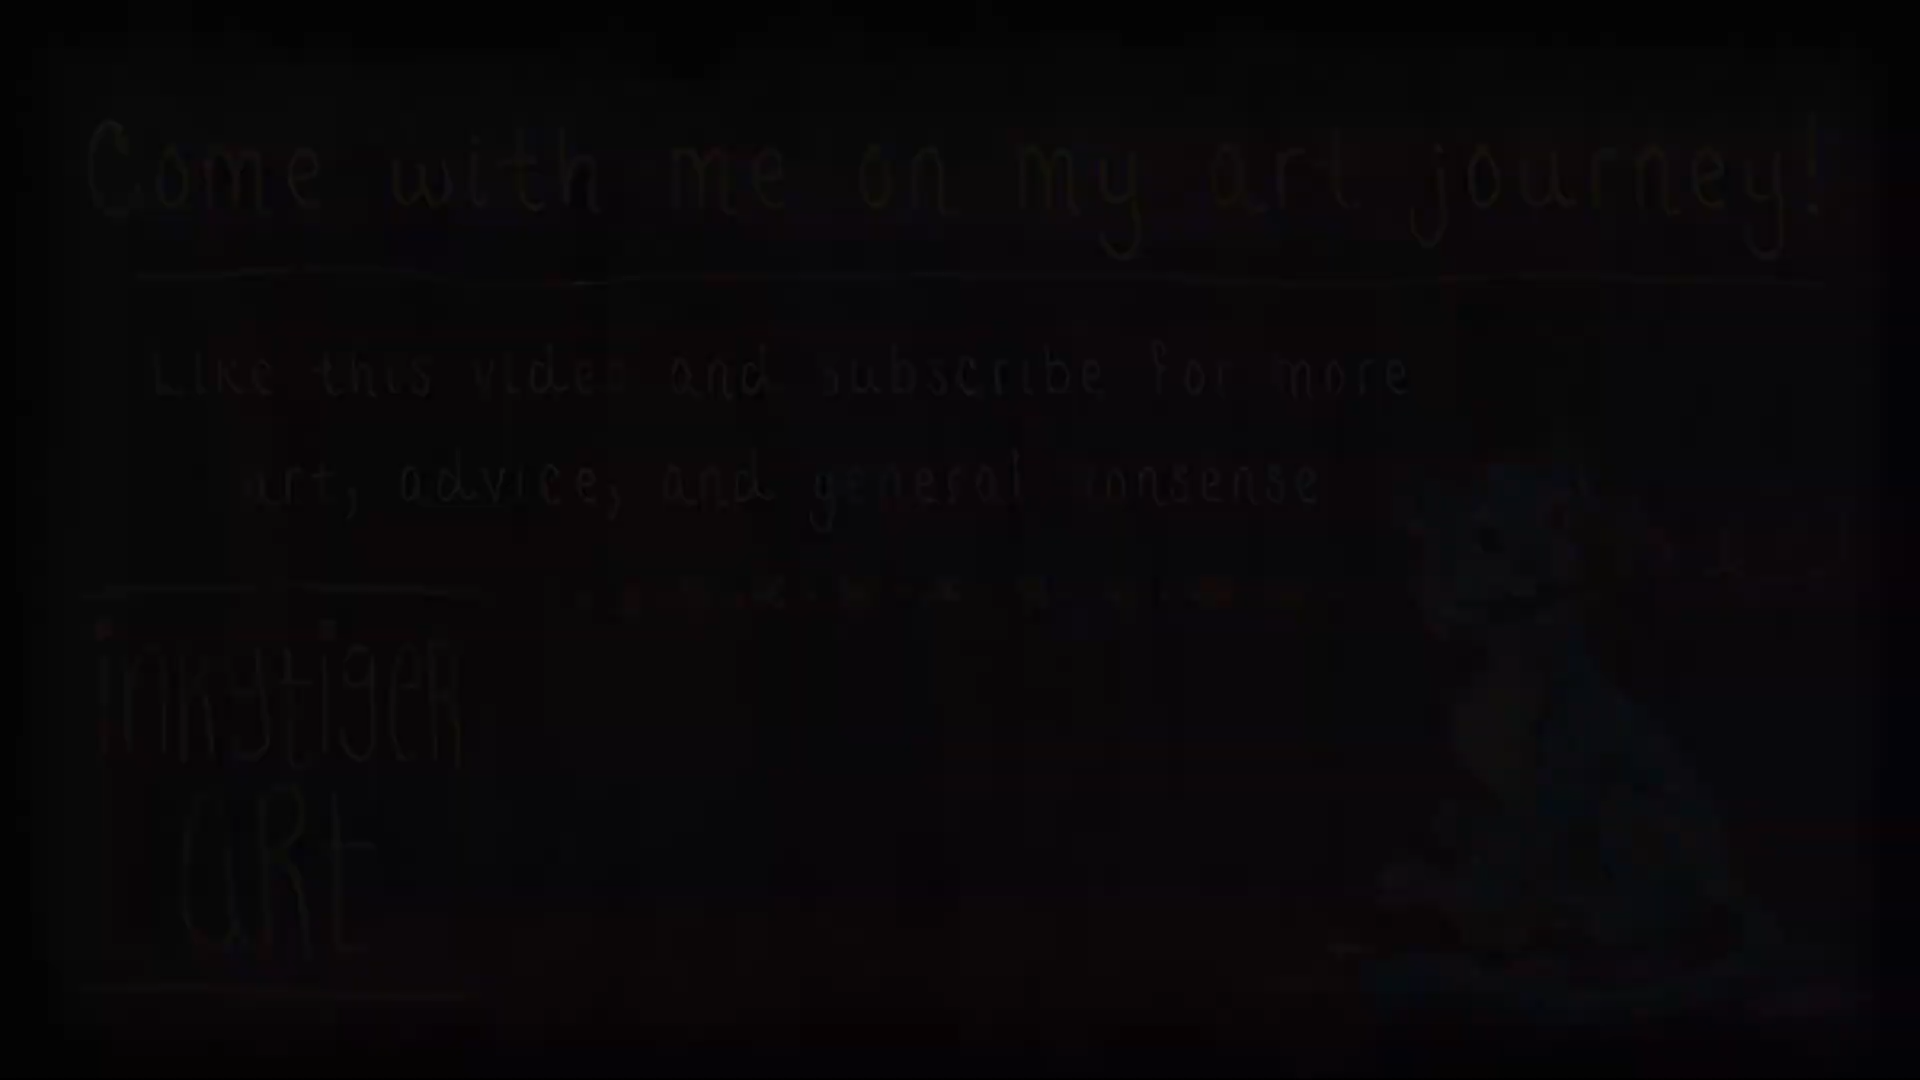 Come with me on my art journey!
Like this video and subscribe for more
art, advice, and general nonsense
inkytiger
art